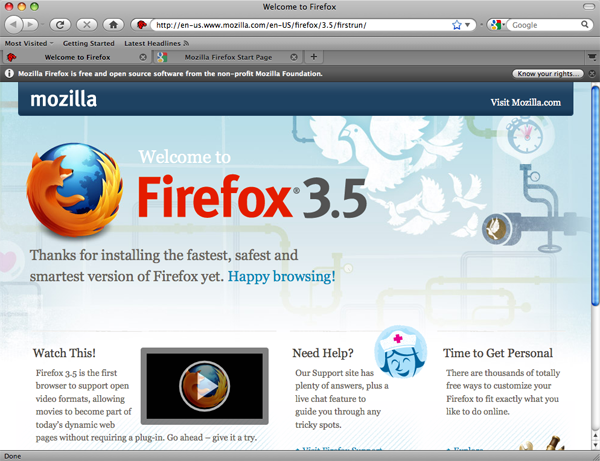 Welcome to Firefox
http://en-us.www.mozilla.com/en-US/firefox/3.5/firstrun/
Google
Most Visited Getting Started Latest Headlines
Welcome to Firefox Mozilla Firefox Start Page
Mozilla Firefox is free and open source software from the non-profit Mozilla Foundation. Know your rights...
mozilla Visit Mozilla.com
Welcome to
Firefox® 3.5
Thanks for installing the fastest, safest and
smartest version of Firefox yet. Happy browsing!
Watch This!
Firefox 3.5 is the first
browser to support open
video formats, allowing
movies to become part of
today's dynamic web
pages without requiring a plug-in. Go ahead – give it a try.
Need Help?
Our Support site has
plenty of answers, plus a
live chat feature to
guide you through any
tricky spots.
Visit Firefox Support
Time to Get Personal
There are thousands of totally
free ways to customize your
Firefox to fit exactly what you
like to do online.
Explore
Done